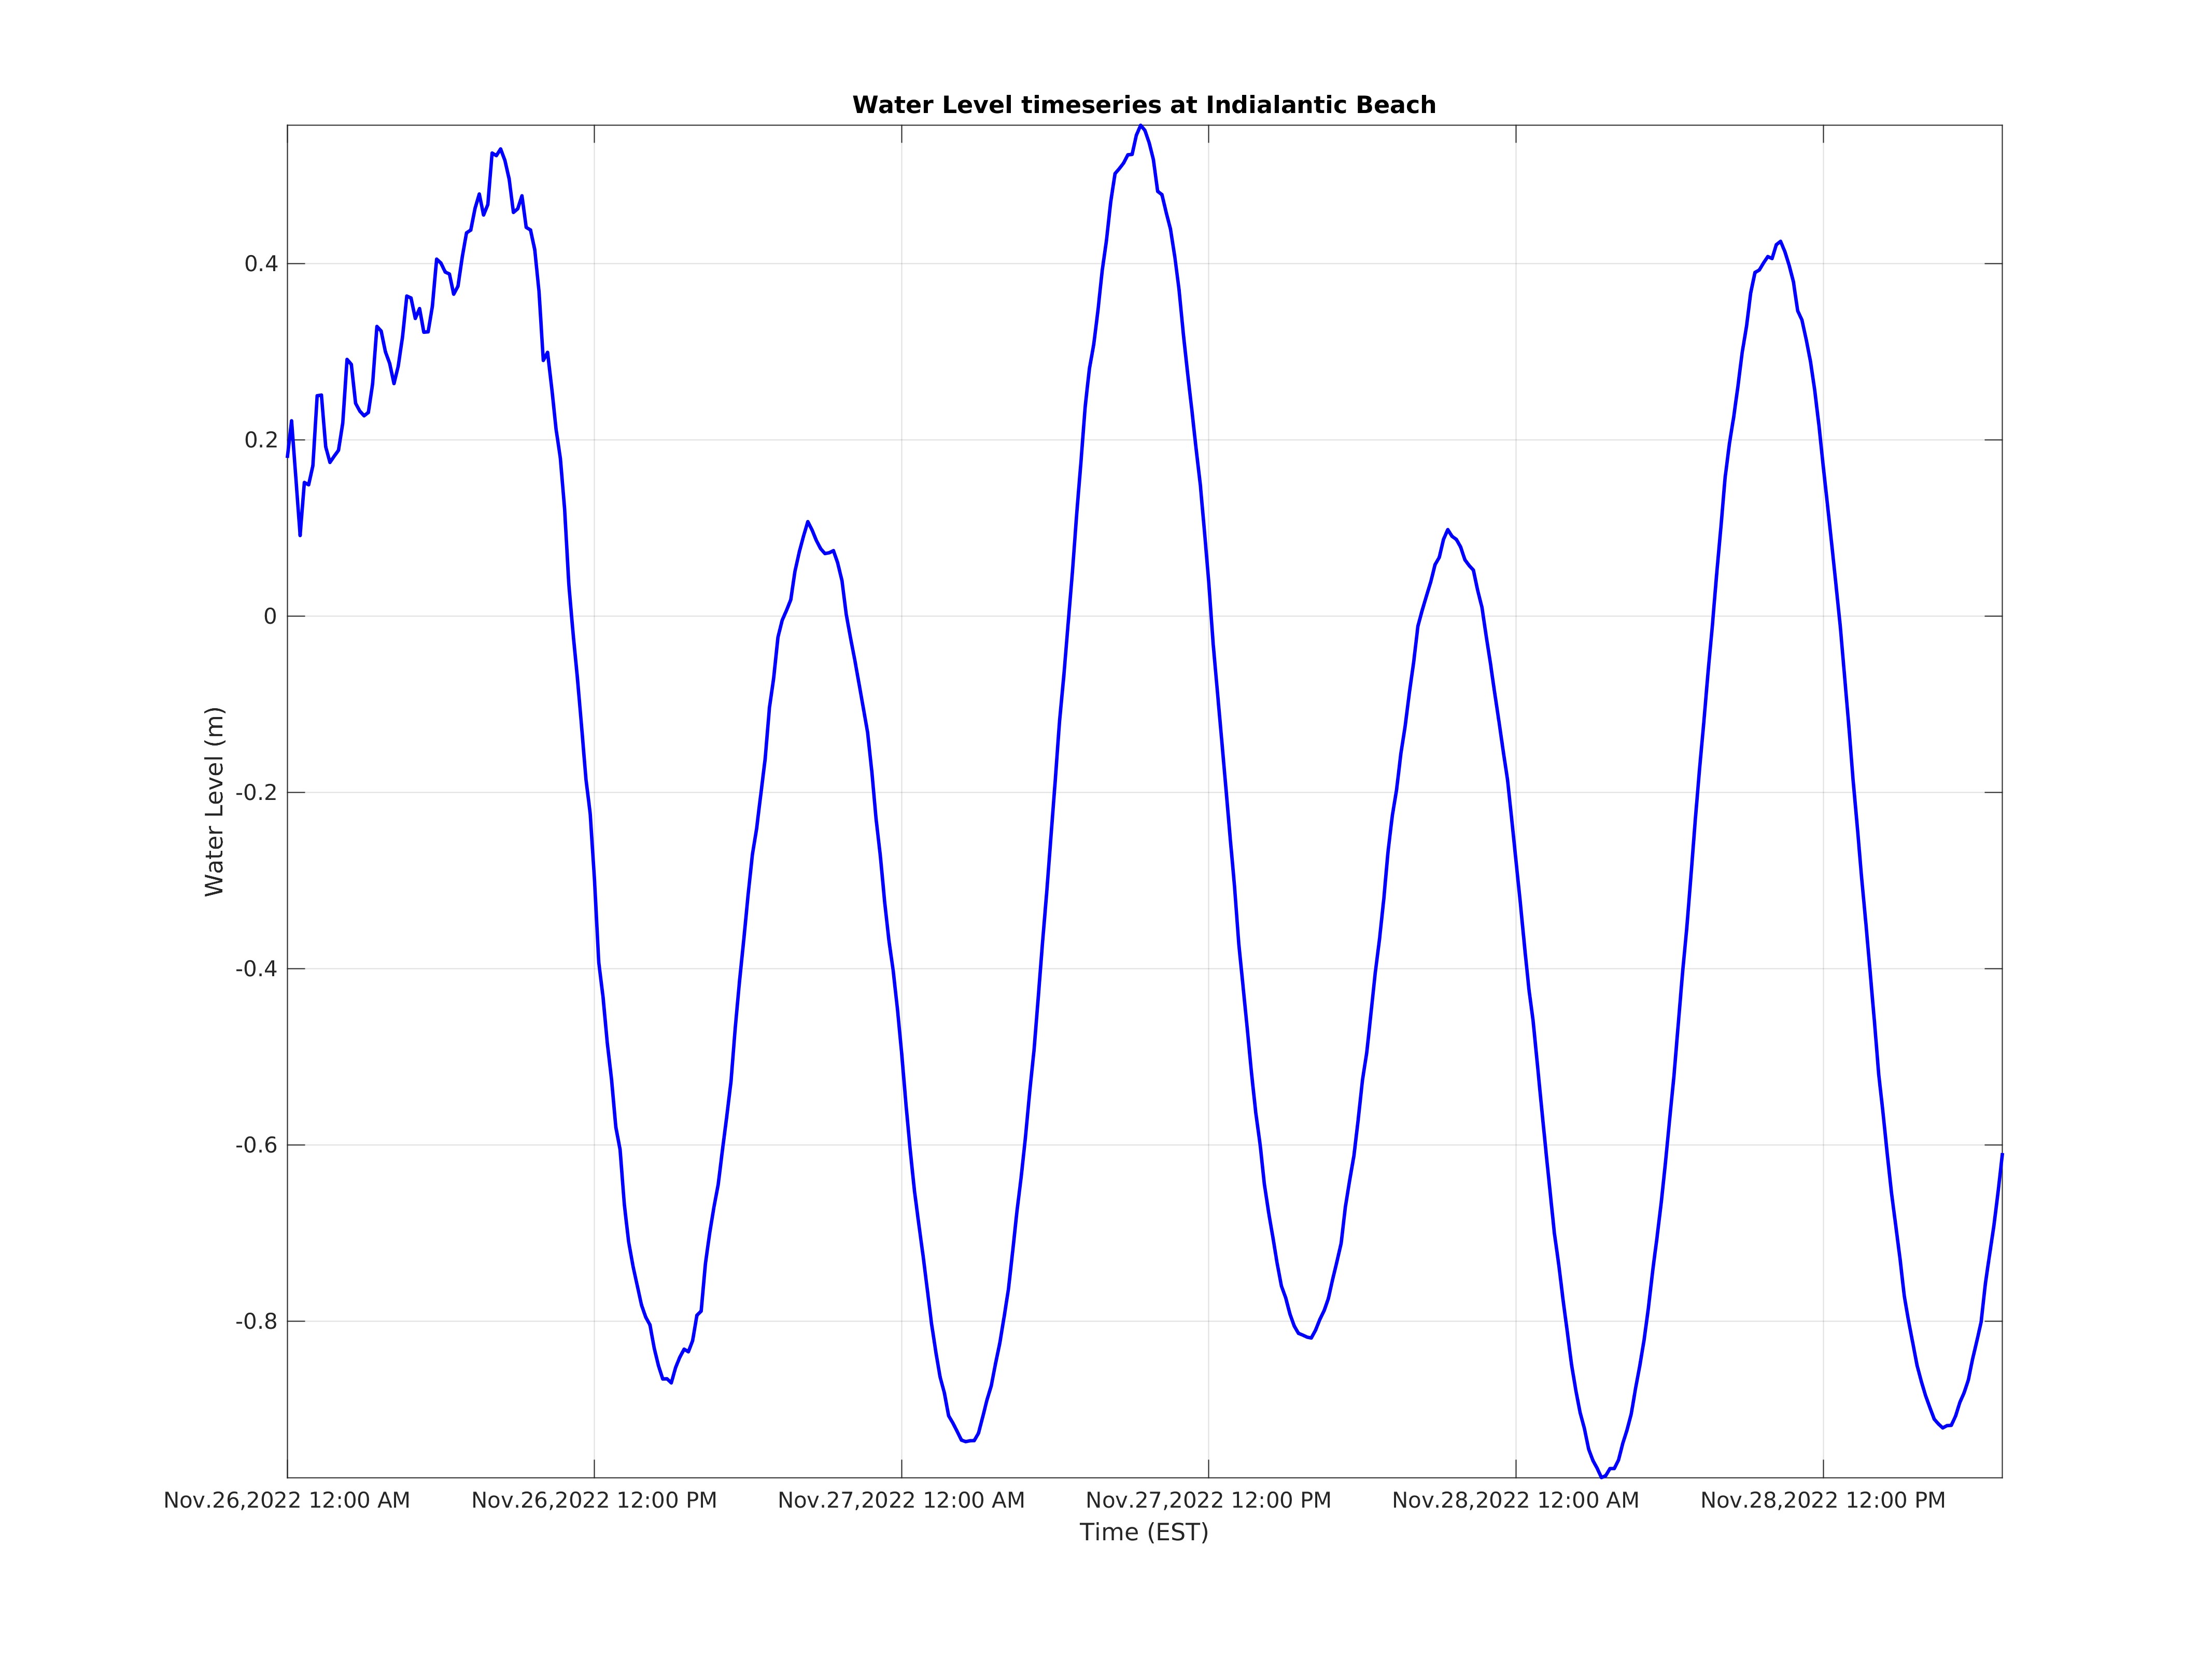 Water Level timeseries at Indialantic Beach
0.4
0.2
0
-0.2
-0.4
-0.6
-0.8
Water Level (m)
Nov.26,2022 12:00 AM
Nov.26,2022 12:00 PM
Nov.27,2022 12:00 AM
Nov.27,2022 12:00 PM
Nov.28,2022 12:00 AM
Nov.28,2022 12:00 PM
Time (EST)